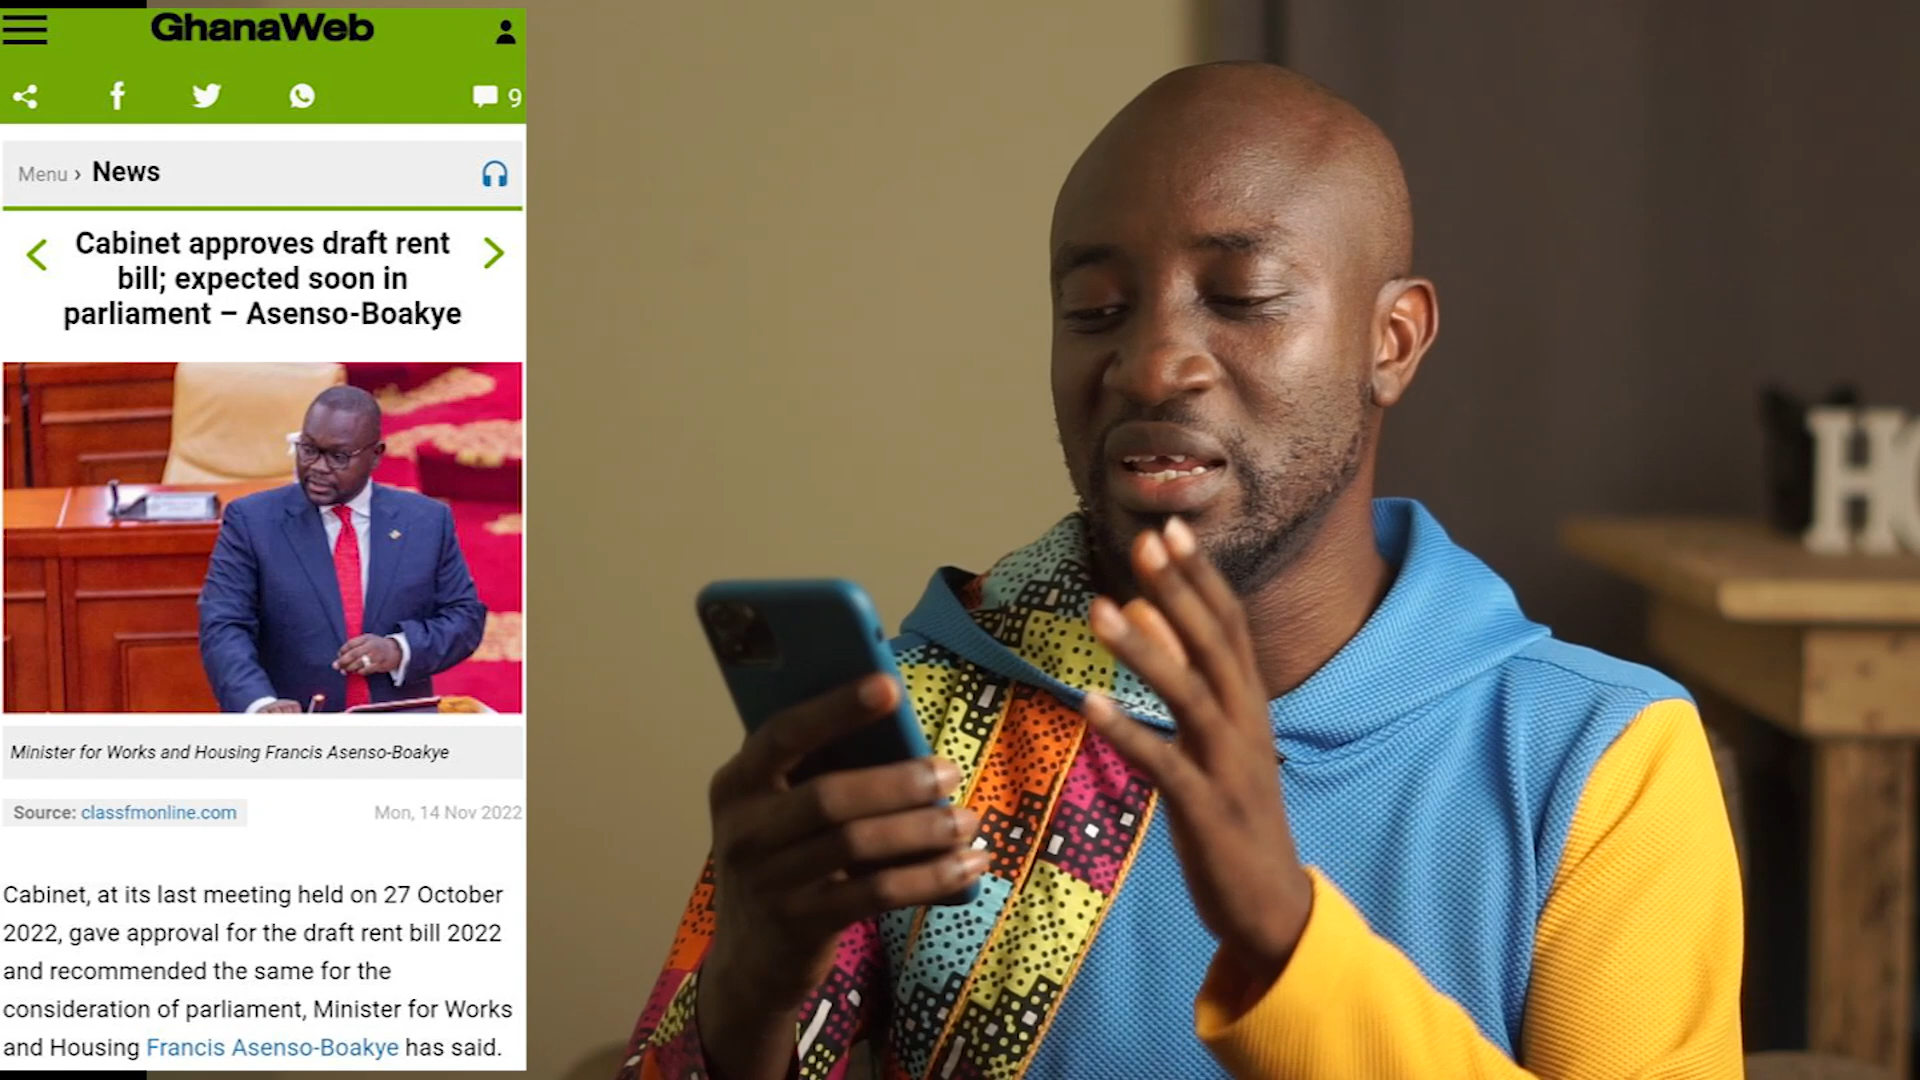 GhanaWeb
9
Menu › News
Cabinet approves draft rent
bill; expected soon in
parliament – Asenso-Boakye
Minister for Works and Housing Francis Asenso-Boakye
Source: classfmonline.com
Mon, 14 Nov 2022
Cabinet, at its last meeting held on 27 October
2022, gave approval for the draft rent bill 2022
and recommended the same for the
consideration of parliament, Minister for Works
and Housing Francis Asenso-Boakye has said.